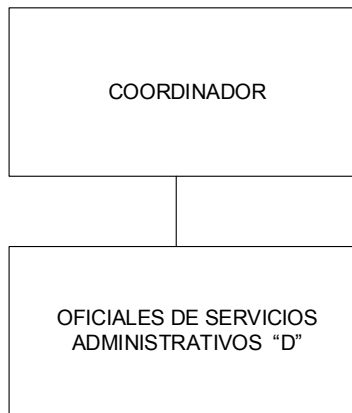 COORDINADOR
OFICIALES DE SERVICIOS
ADMINISTRATIVOS “D”